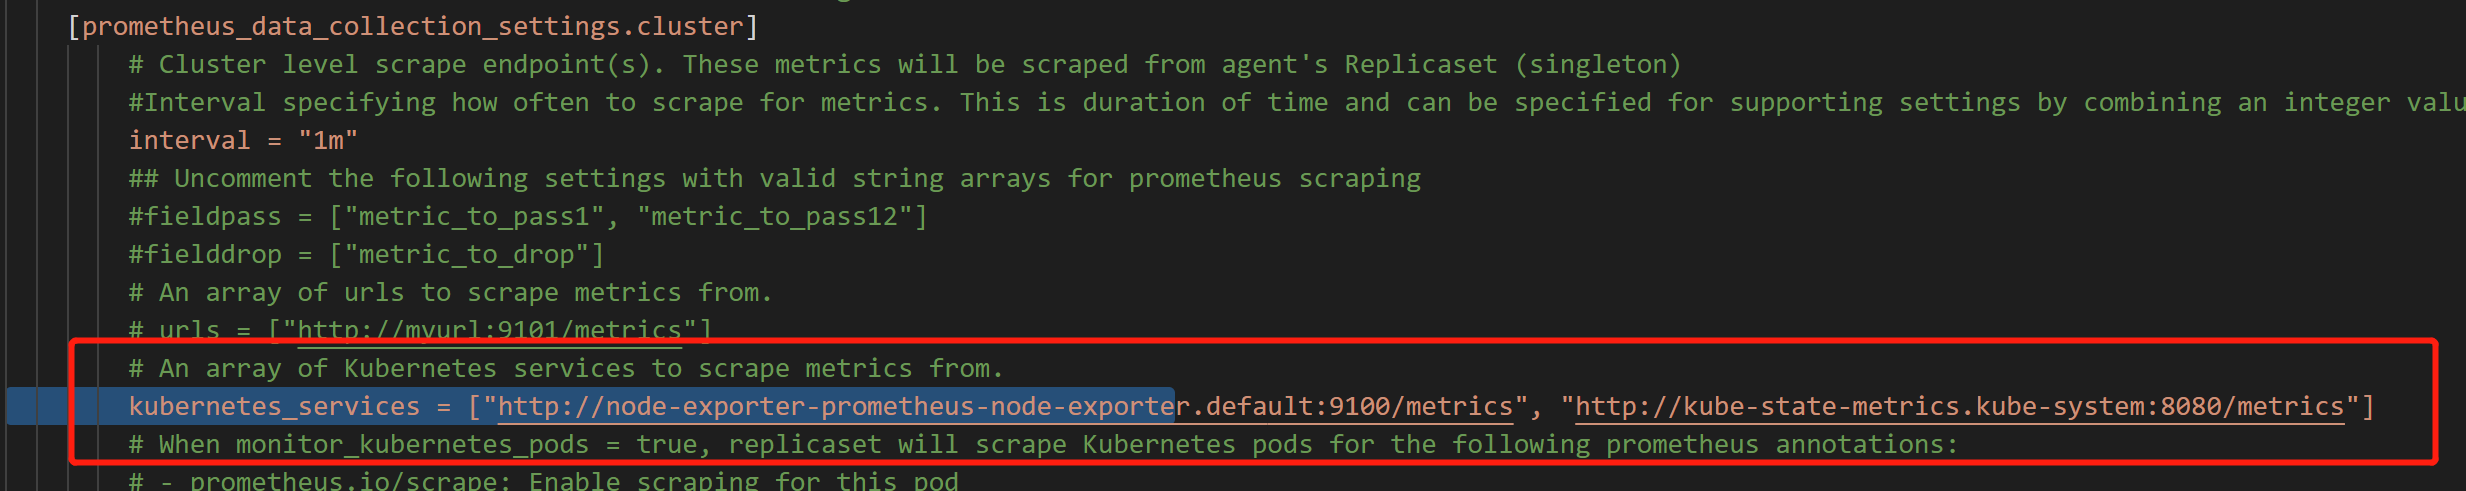 [prometheus_data_collection_settings.cluster]
# Cluster level scrape endpoint(s). These metrics will be scraped from agent's Replicaset (singleton)
#Interval specifying how often to scrape for metrics. This is duration of time and can be specified for supporting settings by combining an integer valu
interval = "1m"
## Uncomment the following settings with valid string arrays for prometheus scraping
#fieldpass = ["metric_to_pass1", "metric_to_pass12"]
#fielddrop = ["metric_to_drop"]
# An array of urls to scrape metrics from.
# urls = ["http://myurl:9101/metrics"]
# An array of Kubernetes services to scrape metrics from.
kubernetes_services = ["http://node-exporter-prometheus-node-exporter.default:9100/metrics", "http://kube-state-metrics.kube-system:8080/metrics"]
# When monitor_kubernetes_pods = true, replicaset will scrape Kubernetes pods for the following prometheus annotations:
# - prometheus.io/scrape: Enable scraping for this pod